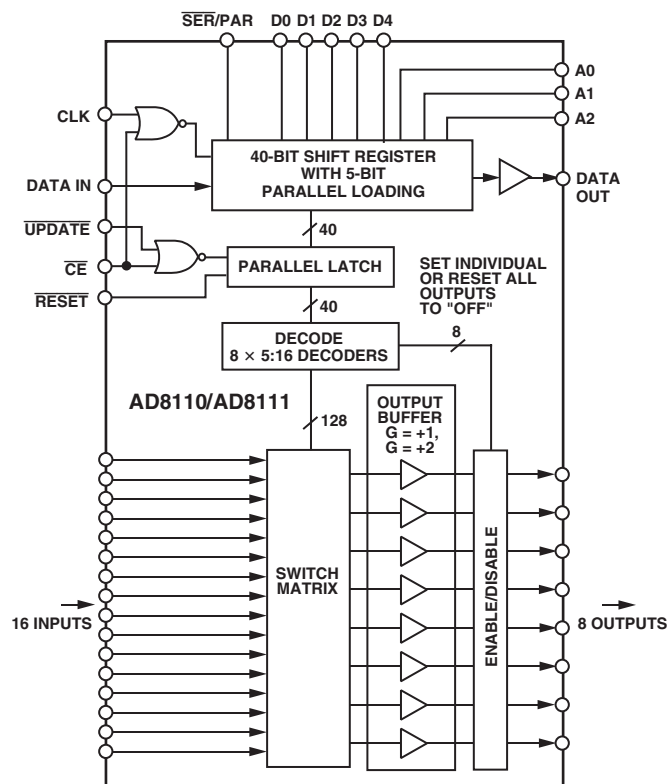 SER/PAR D0 D1 D2 D3 D4
A0
A1
A2
CLK
40-BIT SHIFT REGISTER
WITH 5-BIT
PARALLEL LOADING
DATA IN
DATA
OUT
UPDATE
40
CE
PARALLEL LATCH
SET INDIVIDUAL
OR RESET ALL
OUTPUTS
TO "OFF"
RESET
40
DECODE
8 × 5:16 DECODERS
8
AD8110/AD8111
128
OUTPUT
BUFFER
G = +1,
G = +2
SWITCH
MATRIX
ENABLE/DISABLE
16 INPUTS
8 OUTPUTS